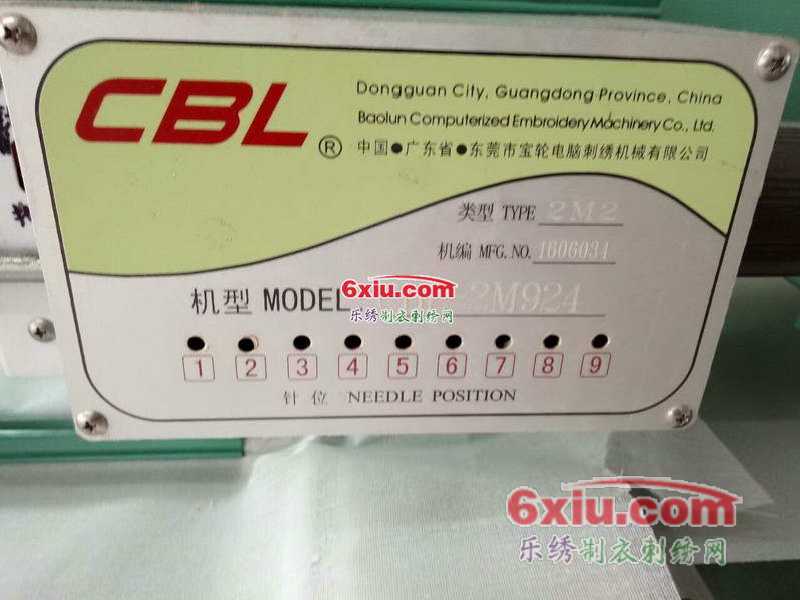 CBL ®
Dongguan City, Guangdong Province, China
Baolun Computerized Embroidery Machinery Co., Ltd.
中国●广东省●东莞市宝轮电脑刺绣机械有限公司
类型 TYPE 2M2
机编 MFG. NO. 1606034
6xiu.com
机型 MODEL 2M924
乐绣制衣刺绣网
1 2 3 4 5 6 7 8 9
针位 NEEDLE POSITION
6xiu.com
乐绣制衣刺绣网